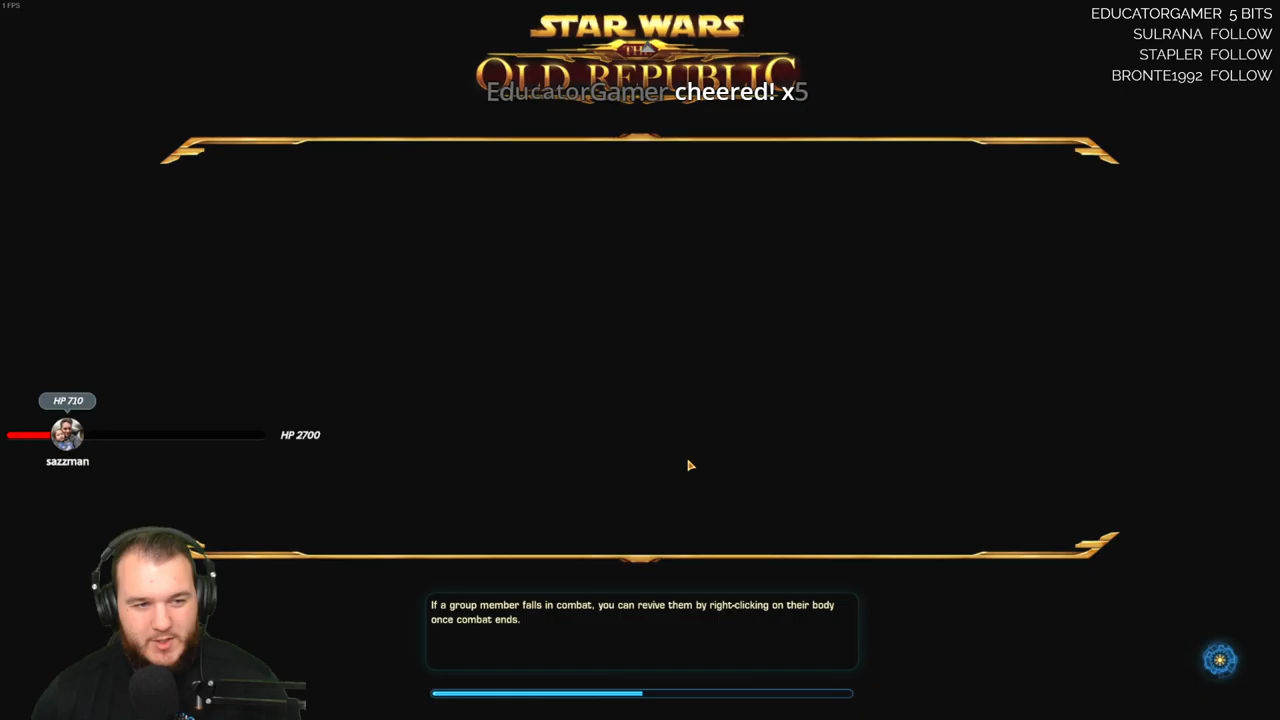 1 FPS
STAR WARS
THE
OLD REPUBLIC
EducatorGamer cheered! x5
EDUCATORGAMER 5 BITS
SULRANA FOLLOW
STAPLER FOLLOW
BRONTE1992 FOLLOW
HP 710
HP 2700
sazzman
If a group member falls in combat, you can revive them by right-clicking on their body
once combat ends.